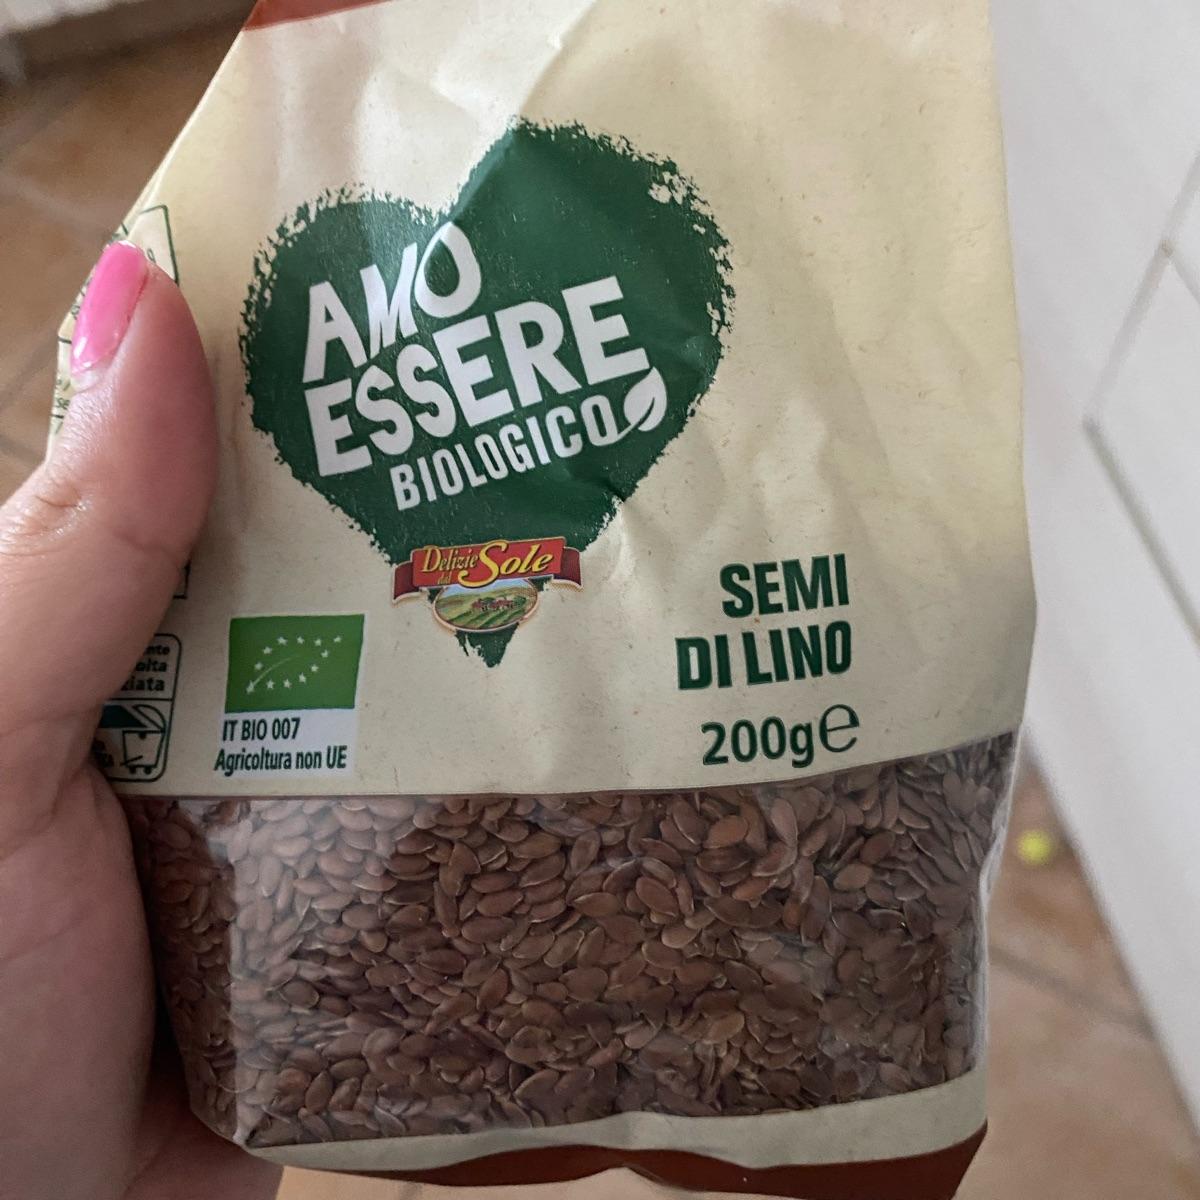 AMO
ESSERE
BIOLOGICO
Delizie
dal Sole
SEMI
DI LINO
200g℮
IT BIO 007
Agricoltura non UE